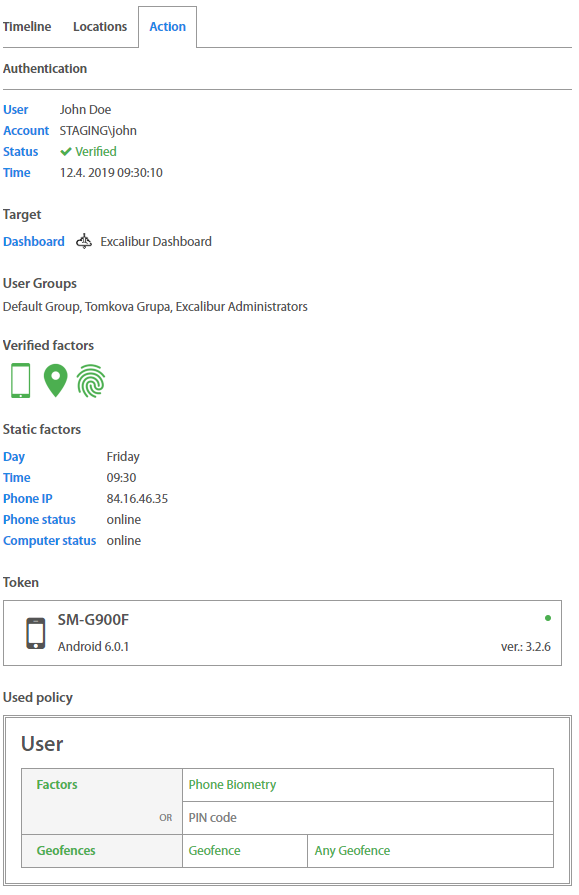 Timeline Locations Action
Authentication
User John Doe
Account STAGING\john
Status Verified
Time 12.4. 2019 09:30:10
Target
Dashboard Excalibur Dashboard
User Groups
Default Group, Tomkova Grupa, Excalibur Administrators
Verified factors
Static factors
Day Friday
Time 09:30
Phone IP 84.16.46.35
Phone status online
Computer status online
Token
SM-G900F
Android 6.0.1 ver.: 3.2.6
Used policy
User
Factors Phone Biometry
OR PIN code
Geofences Geofence Any Geofence